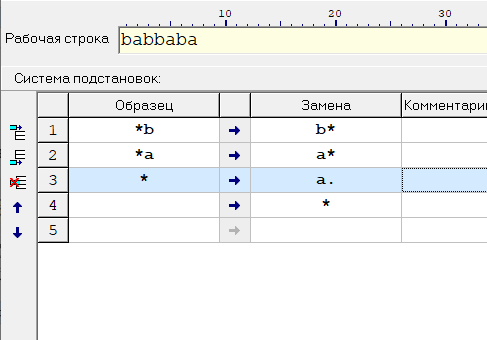 10 20 30
Рабочая строка babbaba
Система подстановок:
Образец Замена Комментари
1 *b → b*
2 *a → a*
3 * → a.
4 → *
5 →